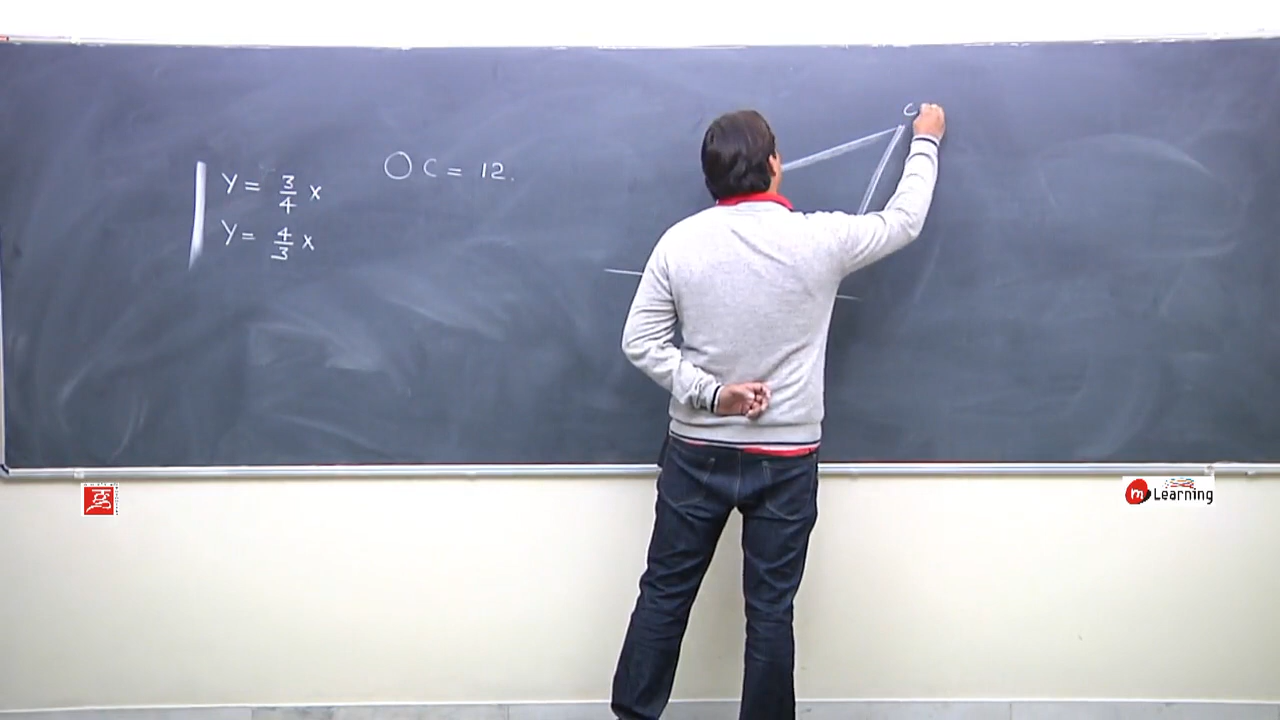 y = 3/4 x
OC = 12.
y = 4/3 x
C
m Learning